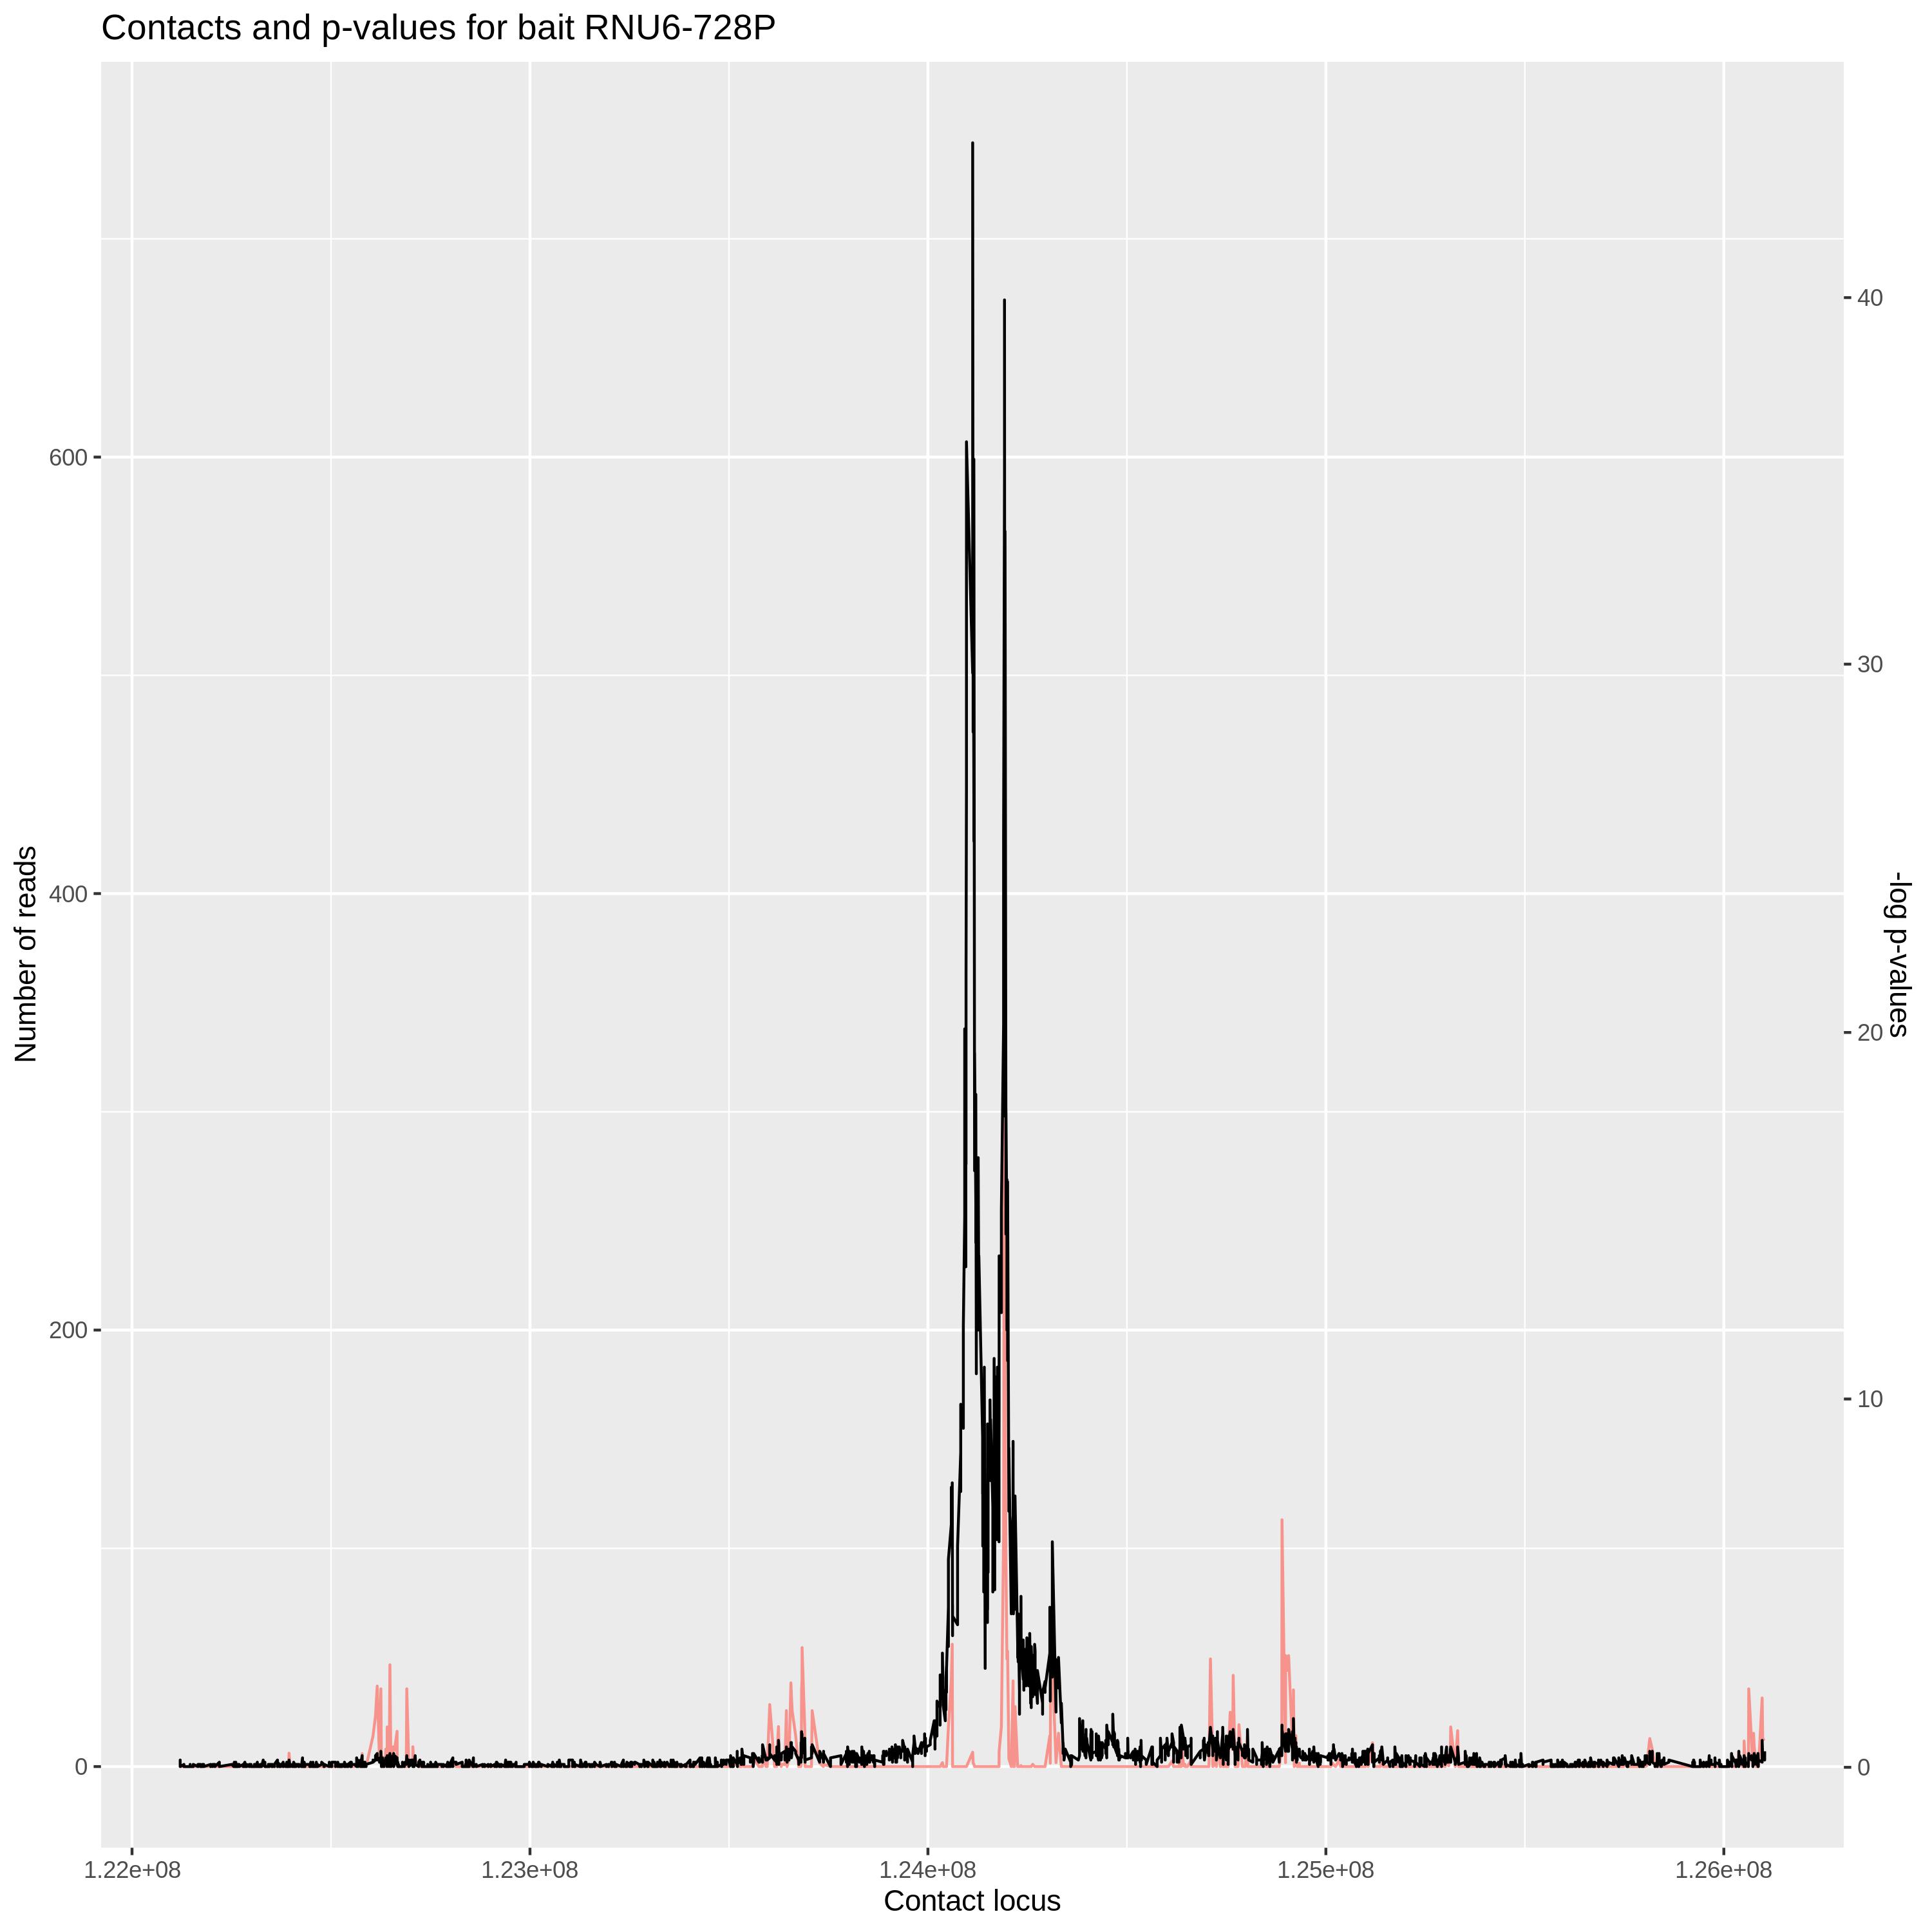 Contacts and p-values for bait RNU6-728P
Number of reads
600
400
200
0
40
30
20
10
0
-log p-values
1.22e+08
1.23e+08
1.24e+08
1.25e+08
1.26e+08
Contact locus